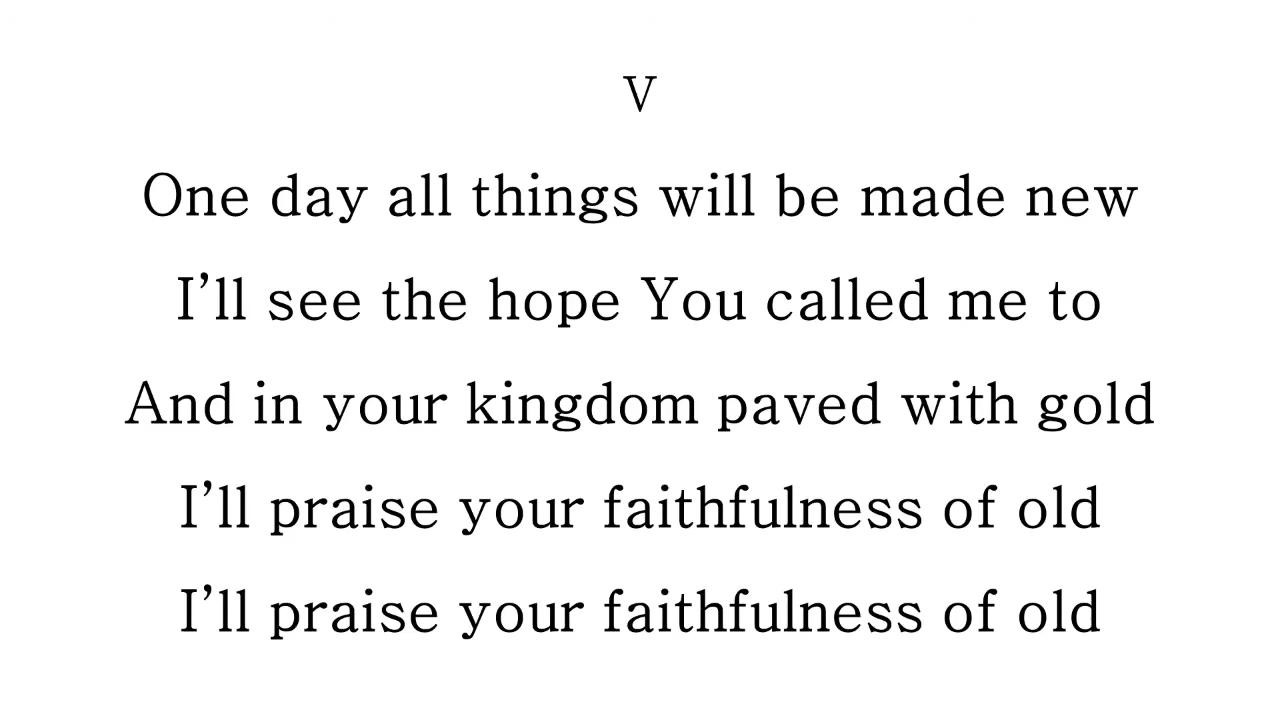 V
One day all things will be made new
I’ll see the hope You called me to
And in your kingdom paved with gold
I’ll praise your faithfulness of old
I’ll praise your faithfulness of old